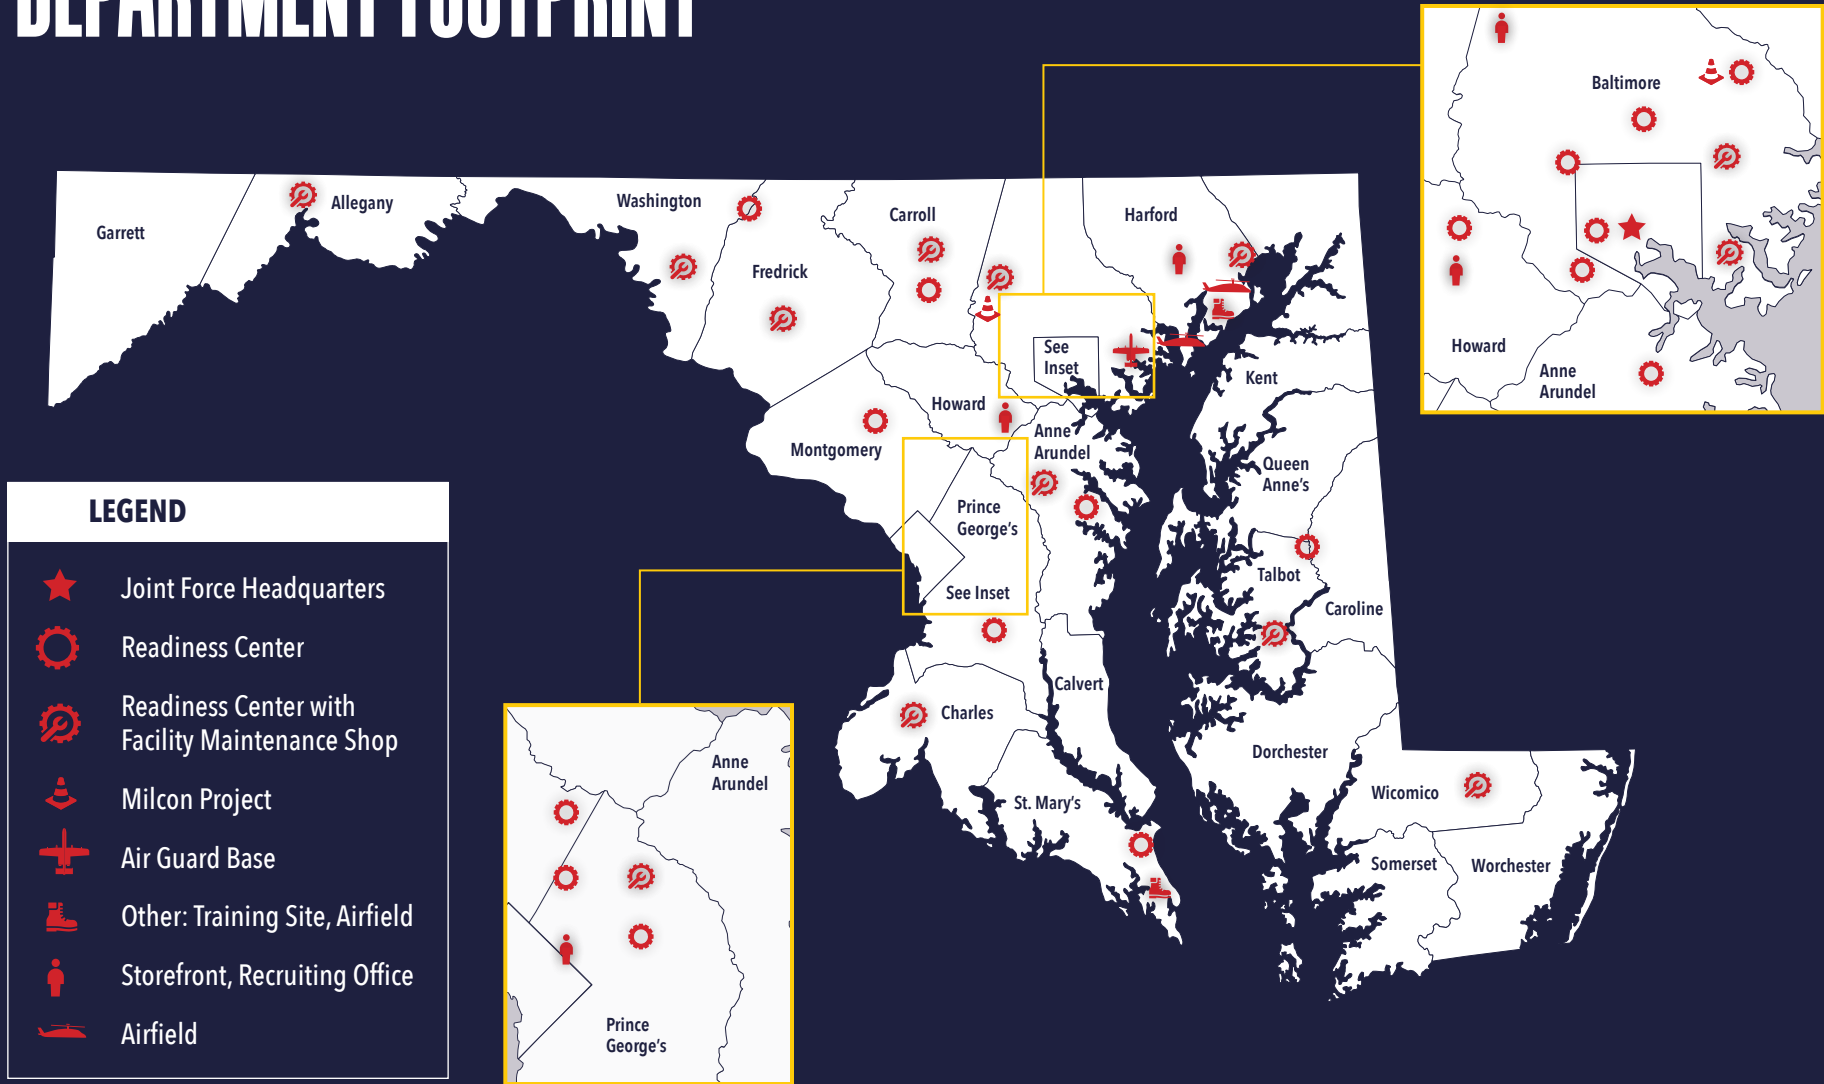 DEPARTMENT FOOTPRINT
Garrett
Allegany
Washington
Fredrick
Carroll
Harford
See
Inset
Howard
Montgomery
Anne
Arundel
Prince
George's
See Inset
Kent
Queen
Anne's
Talbot
Caroline
Calvert
Charles
St. Mary's
Dorchester
Wicomico
Somerset
Worchester
Baltimore
Howard
Anne
Arundel
Anne
Arundel
Prince
George's
LEGEND
Joint Force Headquarters
Readiness Center
Readiness Center with
Facility Maintenance Shop
Milcon Project
Air Guard Base
Other: Training Site, Airfield
Storefront, Recruiting Office
Airfield